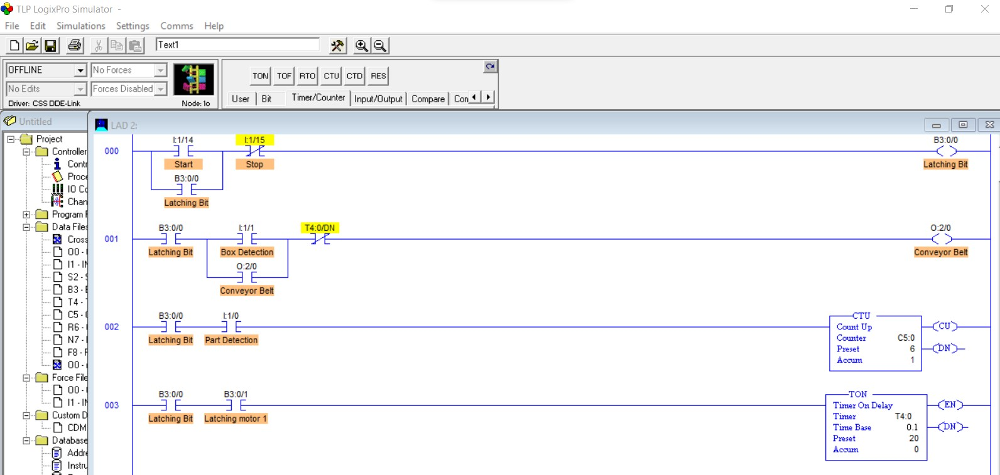 TLP LogixPro Simulator -
File Edit Simulations Settings Comms Help
Text1
OFFLINE No Forces
No Edits Forces Disabled
Driver: CSS DDE-Link Node: 1o
TON TOF RTO CTU CTD RES
User Bit Timer/Counter Input/Output Compare Con
Untitled
Project
Controller
Contr
Proce
IO Co
Chan
Program F
Data Files
Cross
O0 -
I1 - IN
S2 - S
B3 - B
T4 - T
C5 - C
R6 -
N7 - I
F8 - F
O0 -
Force File
O0 -
I1 - IN
Custom D
CDM
Database
Addre
Instru
LAD 2:
000
I:1/14 I:1/15 B3:0/0
Start Stop Latching Bit
B3:0/0
Latching Bit
001
B3:0/0 I:1/1 T4:0/DN O:2/0
Latching Bit Box Detection Conveyor Belt
O:2/0
Conveyor Belt
002
B3:0/0 I:1/0
Latching Bit Part Detection
CTU
Count Up (CU)
Counter C5:0
Preset 6 (DN)
Accum 1
003
B3:0/0 B3:0/1
Latching Bit Latching motor 1
TON
Timer On Delay (EN)
Timer T4:0
Time Base 0.1 (DN)
Preset 20
Accum 0